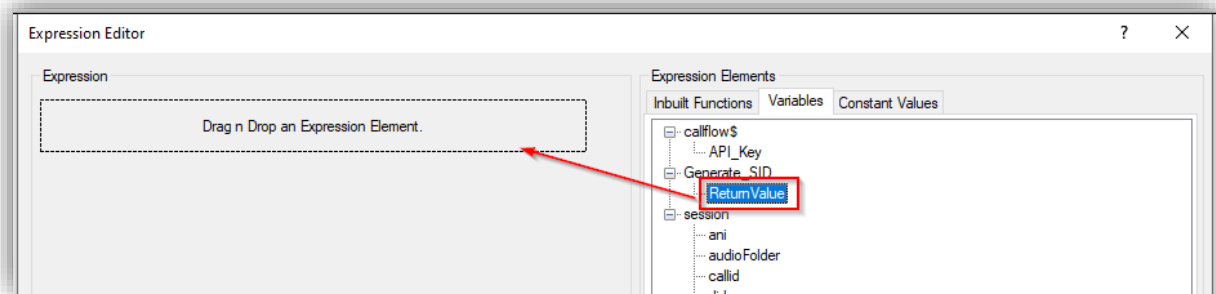 Expression Editor
?
Expression
Drag n Drop an Expression Element.
Expression Elements
Inbuilt Functions Variables Constant Values
callflow$
API_Key
Generate_SID
ReturnValue
session
ani
audioFolder
callid